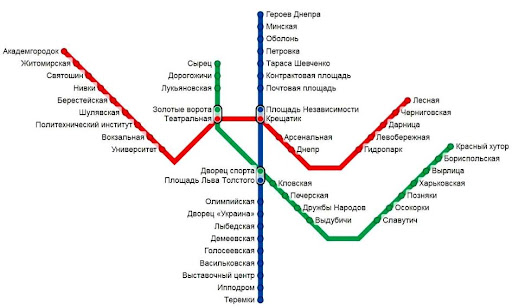 Героев Днепра
Минская
Оболонь
Петровка
Тараса Шевченко
Контрактовая площадь
Почтовая площадь
Площадь Независимости
Крещатик
Академгородок
Житомирская
Святошин
Нивки
Берестейская
Шулявская
Политехнический институт
Вокзальная
Университет
Сырец
Дорогожичи
Лукьяновская
Золотые ворота
Театральная
Арсенальная
Днепр
Лесная
Черниговская
Дарница
Левобережная
Гидропарк
Дворец спорта
Площадь Льва Толстого
Кловская
Печерская
Дружбы Народов
Выдубичи
Красный хутор
Бориспольская
Вырлица
Харьковская
Позняки
Осокорки
Славутич
Олимпийская
Дворец «Украина»
Лыбедская
Демеевская
Голосеевская
Васильковская
Выставочный центр
Ипподром
Теремки